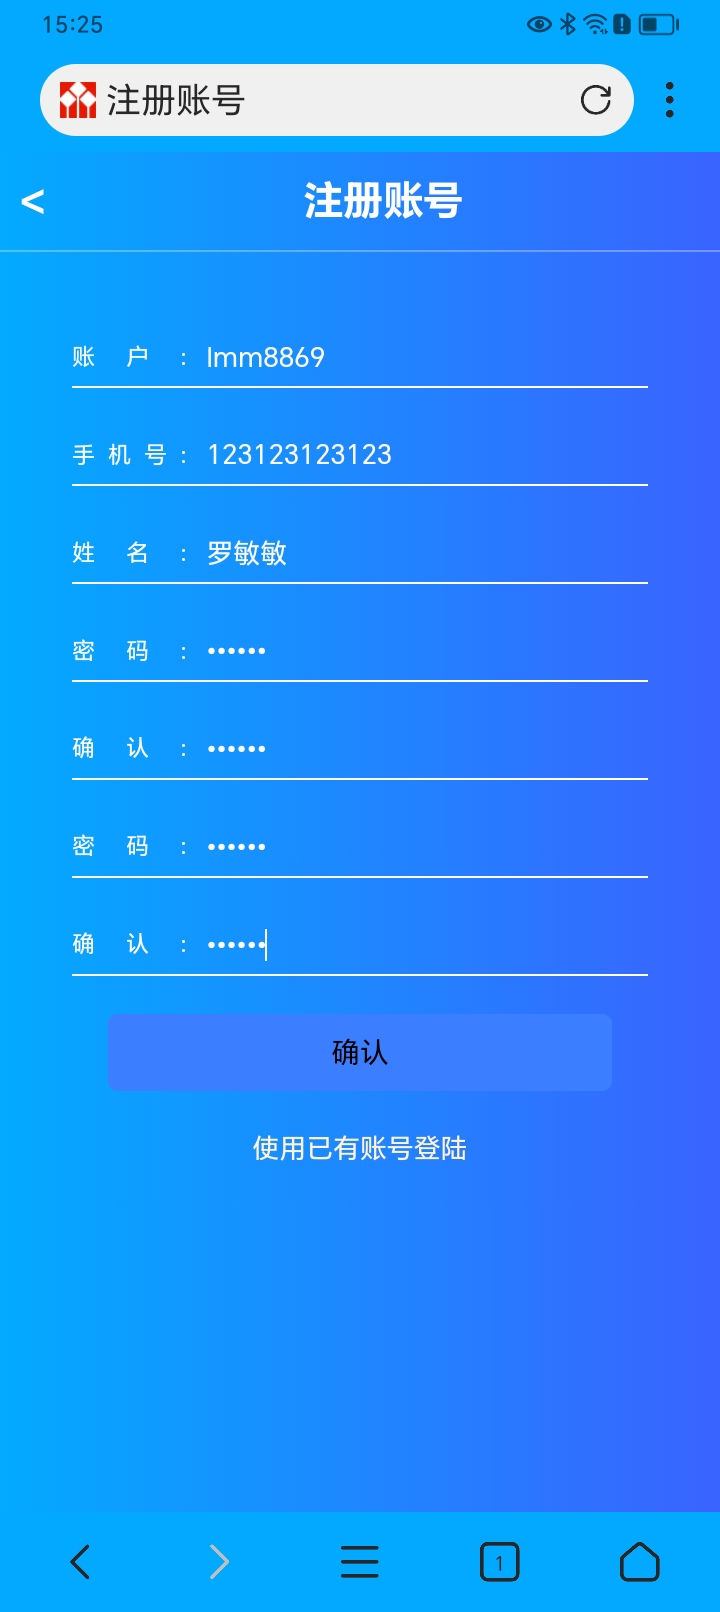 15:25
注册账号
<
注册账号
账 户 : lmm8869
手 机 号 : 123123123123
姓 名 : 罗敏敏
密 码 : ••••••
确 认 : ••••••
密 码 : ••••••
确 认 : ••••••
确认
使用已有账号登陆
1